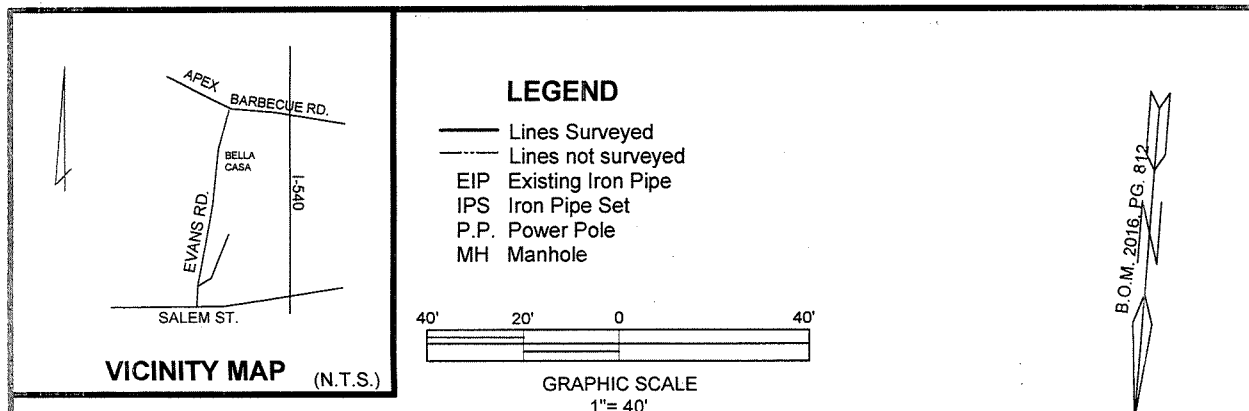 APEX
BARBECUE RD.
BELLA
CASA
I-540
EVANS RD.
SALEM ST.
VICINITY MAP (N.T.S.)
LEGEND
Lines Surveyed
Lines not surveyed
EIP Existing Iron Pipe
IPS Iron Pipe Set
P.P. Power Pole
MH Manhole
40' 20' 0 40'
GRAPHIC SCALE
1"= 40'
B.O.M. 2016, PG. 812